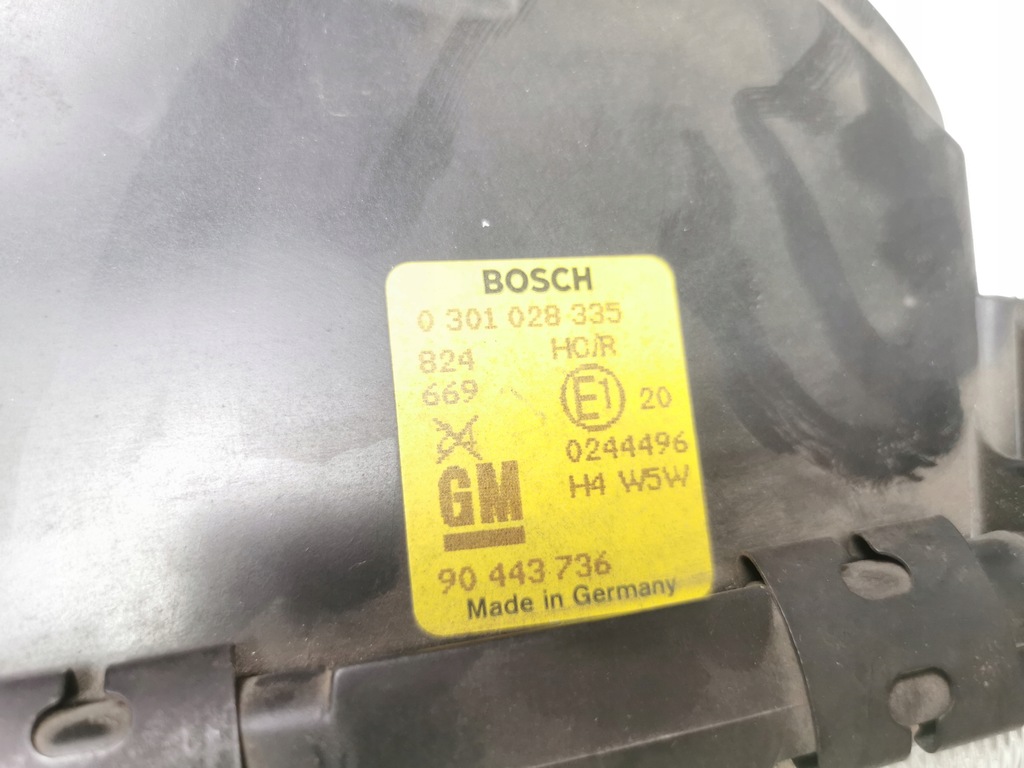 BOSCH
0 301 028 335
824 HC/R
669 E1 20
0244496
GM H4 W5W
90 443 736
Made in Germany